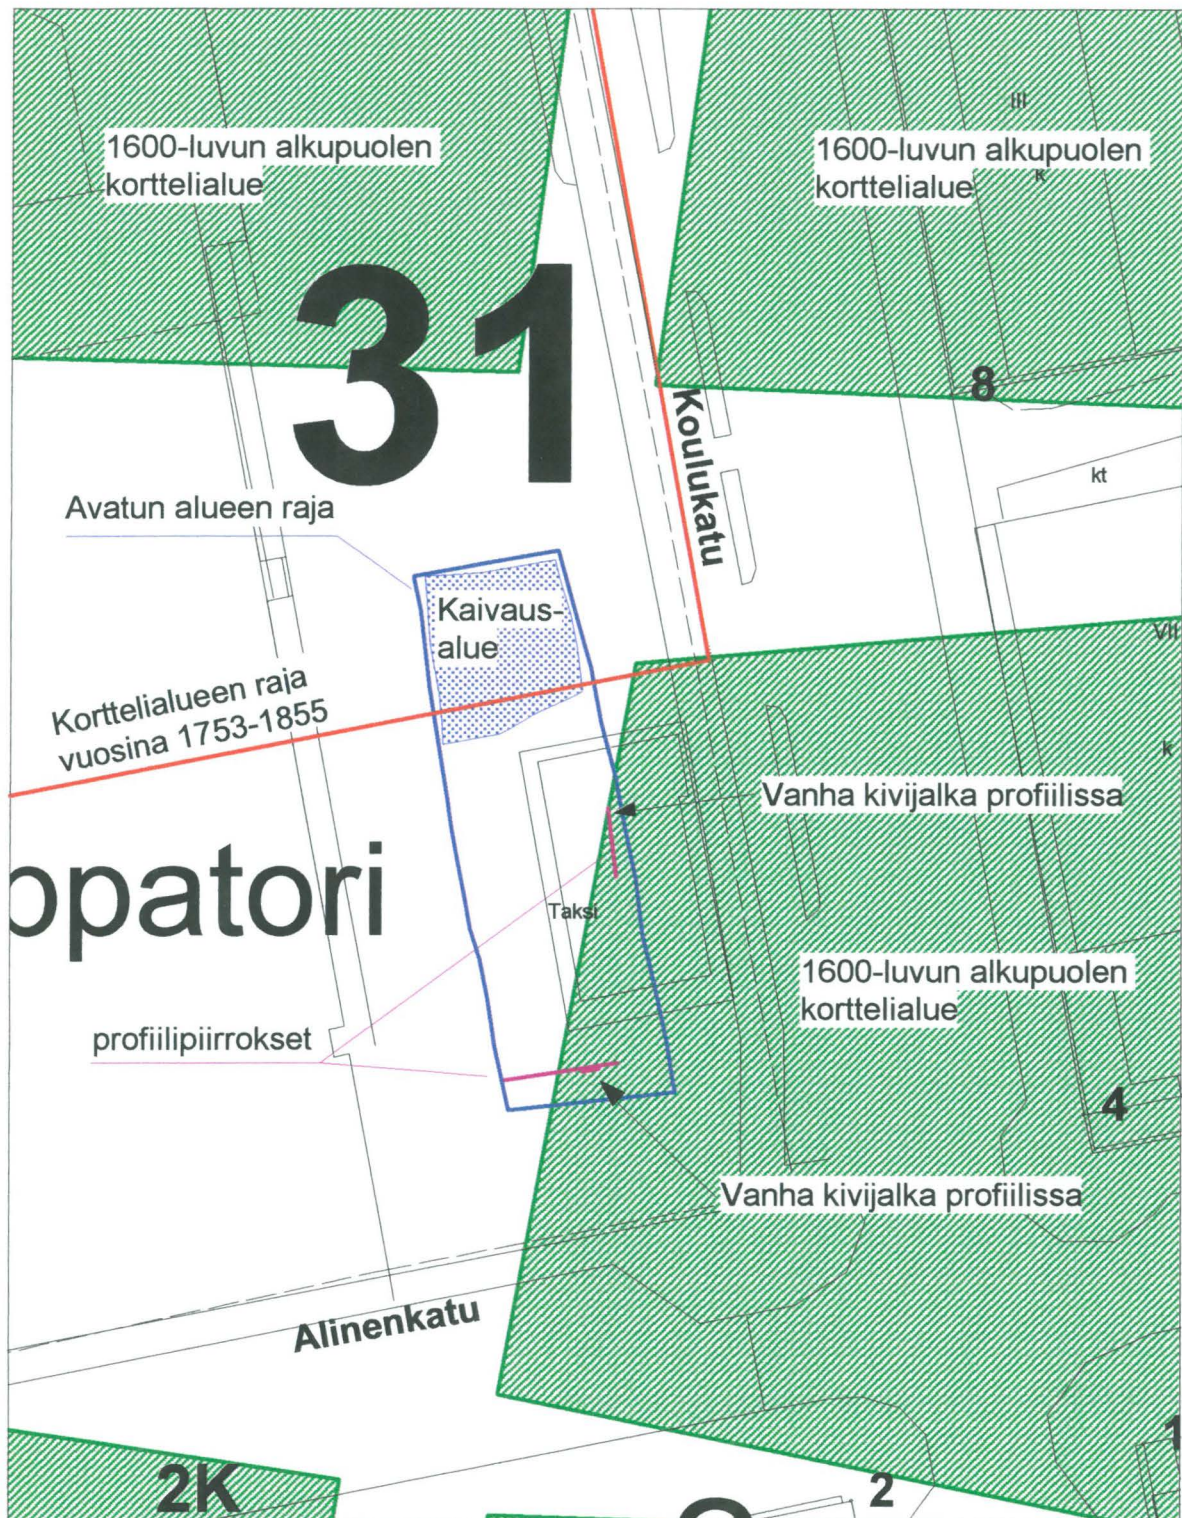 III
1600-luvun alkupuolen
korttelialue
1600-luvun alkupuolen
korttelialue
k
31
8
Koulukatu
kt
Avatun alueen raja
Kaivaus-
alue
VII
Korttelialueen raja
vuosina 1753-1855
k
Vanha kivijalka profiilissa
ppatori
Taksi
1600-luvun alkupuolen
korttelialue
profiilipiirrokset
4
Vanha kivijalka profiilissa
Alinenkatu
1
2K
2